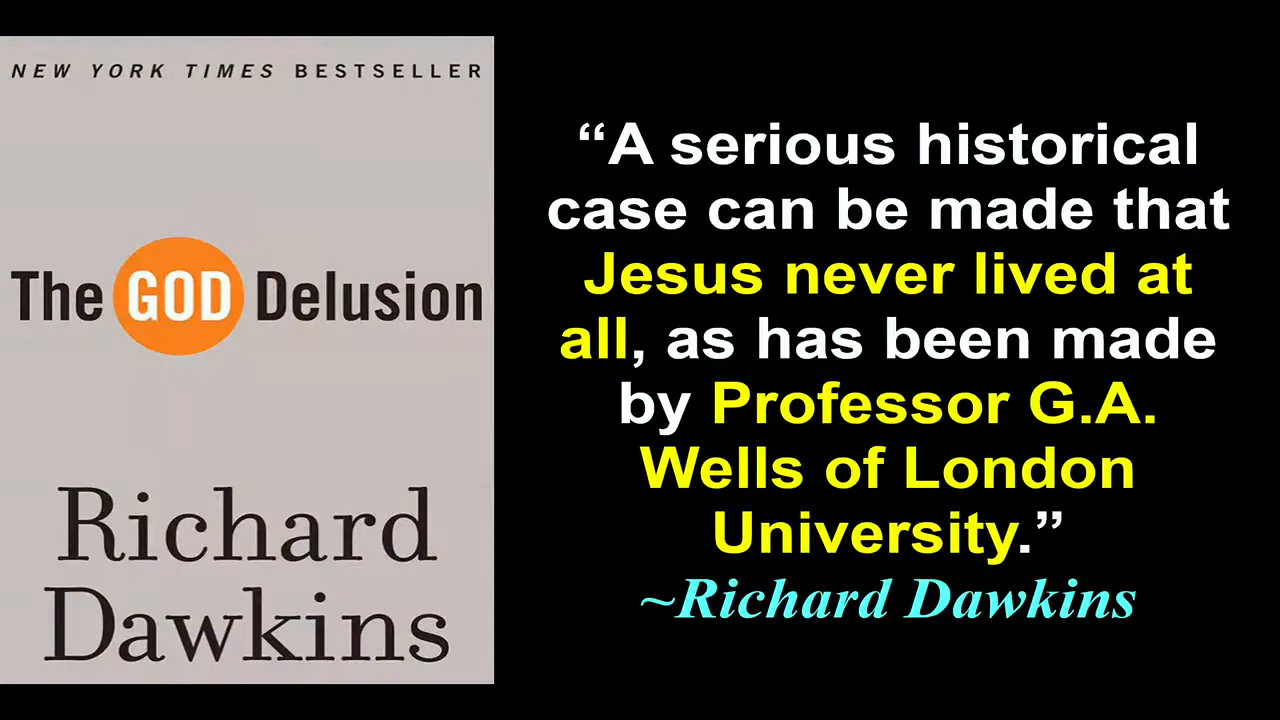 NEW YORK TIMES BESTSELLER
The GOD Delusion
Richard
Dawkins
“A serious historical
case can be made that
Jesus never lived at
all, as has been made
by Professor G.A.
Wells of London
University.”
~Richard Dawkins